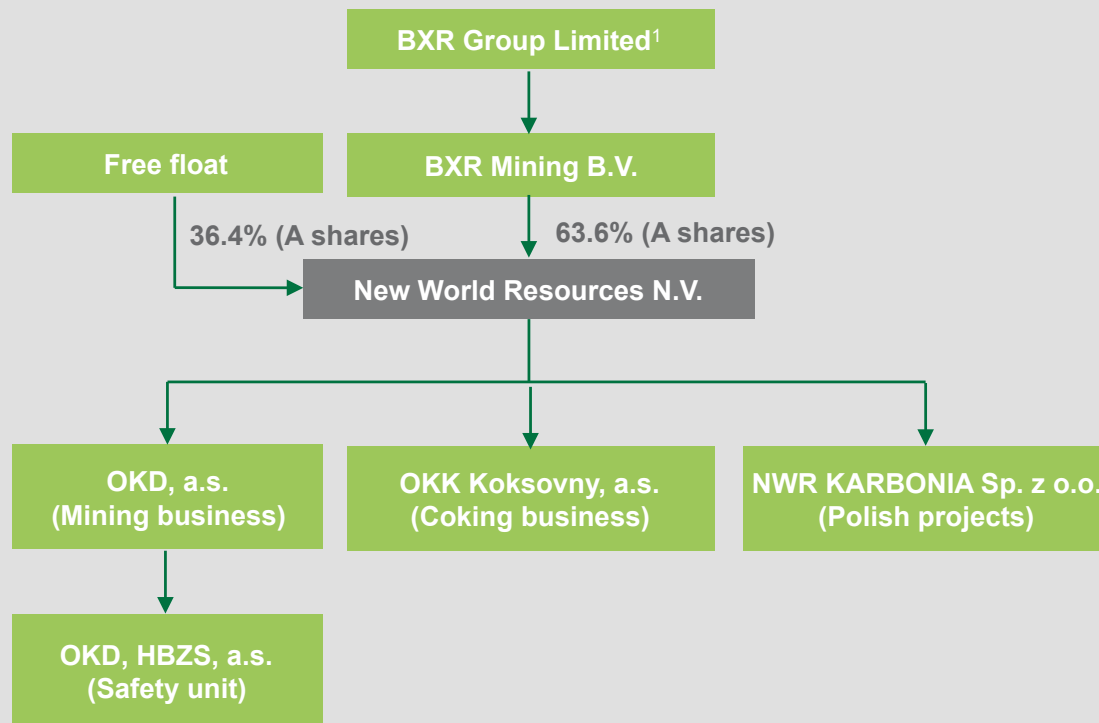 BXR Group Limited¹
Free float
BXR Mining B.V.
36.4% (A shares)
63.6% (A shares)
New World Resources N.V.
OKD, a.s.
(Mining business)
OKK Koksovny, a.s.
(Coking business)
NWR KARBONIA Sp. z o.o.
(Polish projects)
OKD, HBZS, a.s.
(Safety unit)